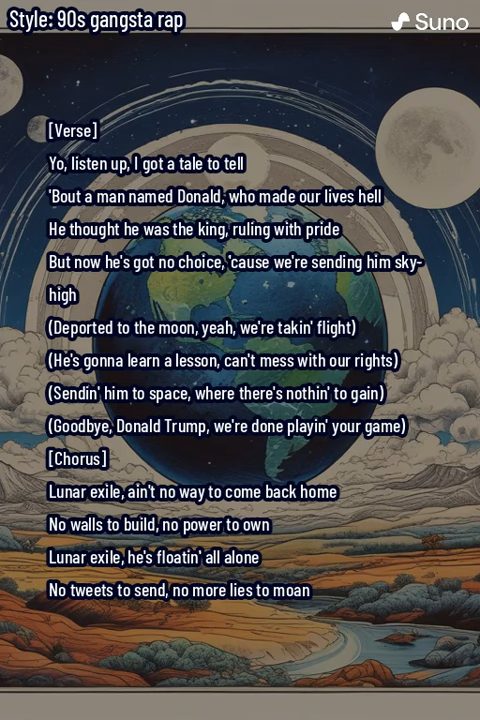 Style: 90s gangsta rap
Suno
[Verse]
Yo, listen up, I got a tale to tell
'Bout a man named Donald, who made our lives hell
He thought he was the king, ruling with pride
But now he's got no choice, 'cause we're sending him sky-
high
(Deported to the moon, yeah, we're takin' flight)
(He's gonna learn a lesson, can't mess with our rights)
(Sendin' him to space, where there's nothin' to gain)
(Goodbye, Donald Trump, we're done playin' your game)
[Chorus]
Lunar exile, ain't no way to come back home
No walls to build, no power to own
Lunar exile, he's floatin' all alone
No tweets to send, no more lies to moan